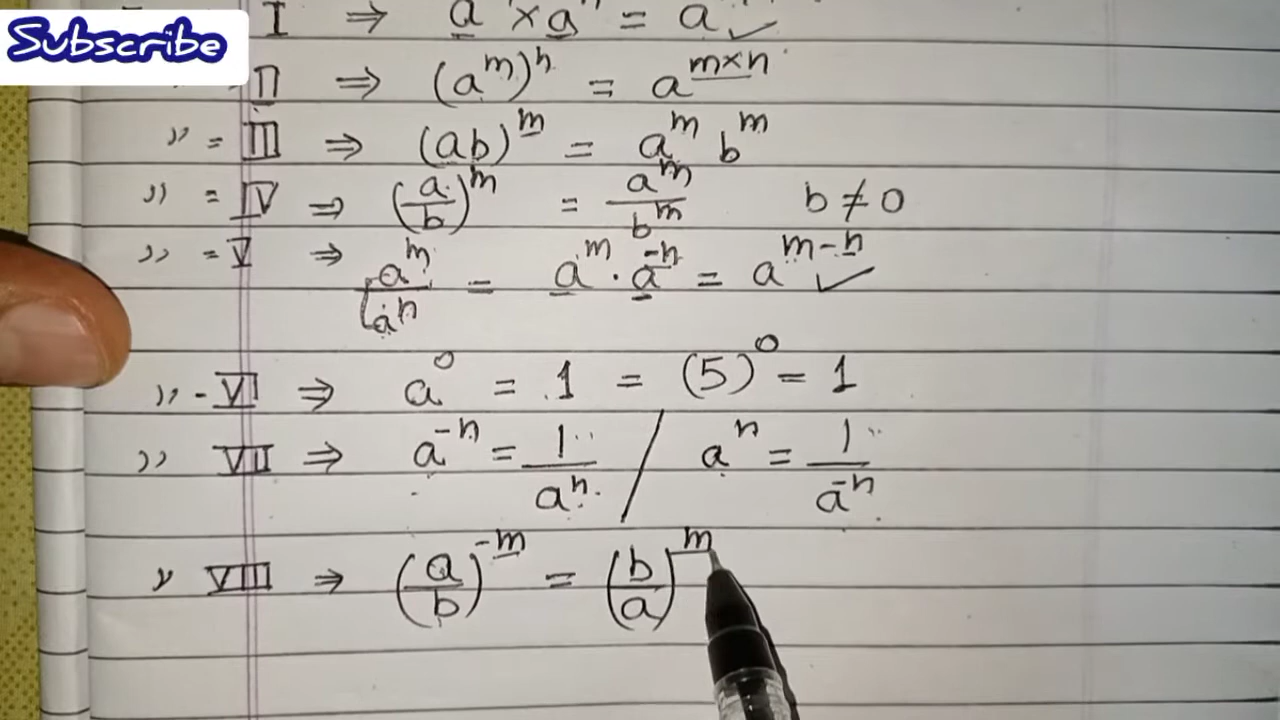 Subscribe
I ⇒ a × a = a ✓
II ⇒ (a^m)^n = a^{m×n}
〃 = III ⇒ (ab)^m = a^m b^m
〃 = IV ⇒ (a/b)^m = a^m/b^m b ≠ 0
〃 = V ⇒ a^m/a^n = a^m · a^{-n} = a^{m-n} ✓
〃 - VI ⇒ a^0 = 1 = (5)^0 = 1
〃 VII ⇒ a^{-n} = 1/a^n / a^n = 1/a^{-n}
〃 VIII ⇒ (a/b)^{-m} = (b/a)^m